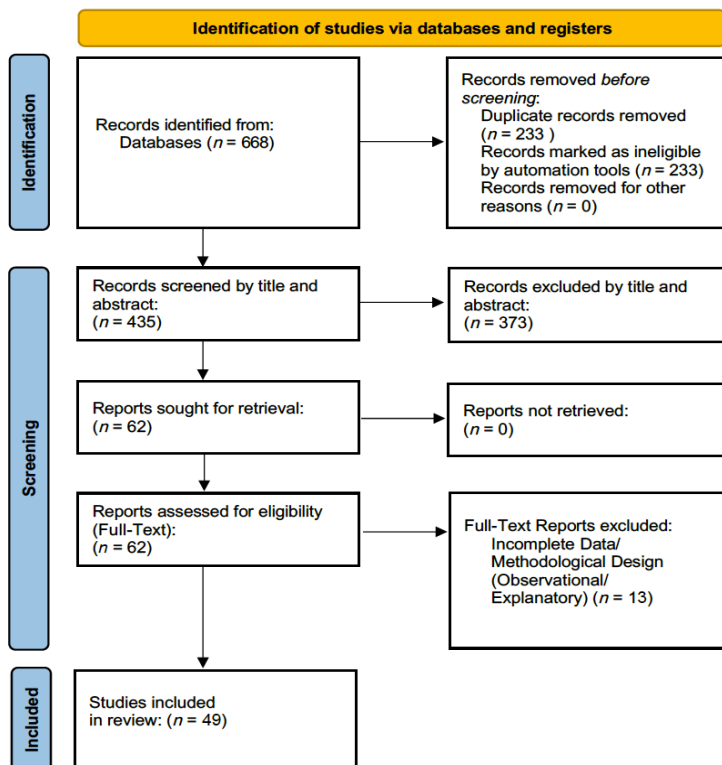 Identification of studies via databases and registers
Identification
Records identified from:
Databases (n = 668)
Records removed before
screening:
Duplicate records removed
(n = 233 )
Records marked as ineligible
by automation tools (n = 233)
Records removed for other
reasons (n = 0)
Screening
Records screened by title and
abstract:
(n = 435)
Records excluded by title and
abstract:
(n = 373)
Reports sought for retrieval:
(n = 62)
Reports not retrieved:
(n = 0)
Reports assessed for eligibility
(Full-Text):
(n = 62)
Full-Text Reports excluded:
Incomplete Data/
Methodological Design
(Observational/
Explanatory) (n = 13)
Included
Studies included
in review: (n = 49)